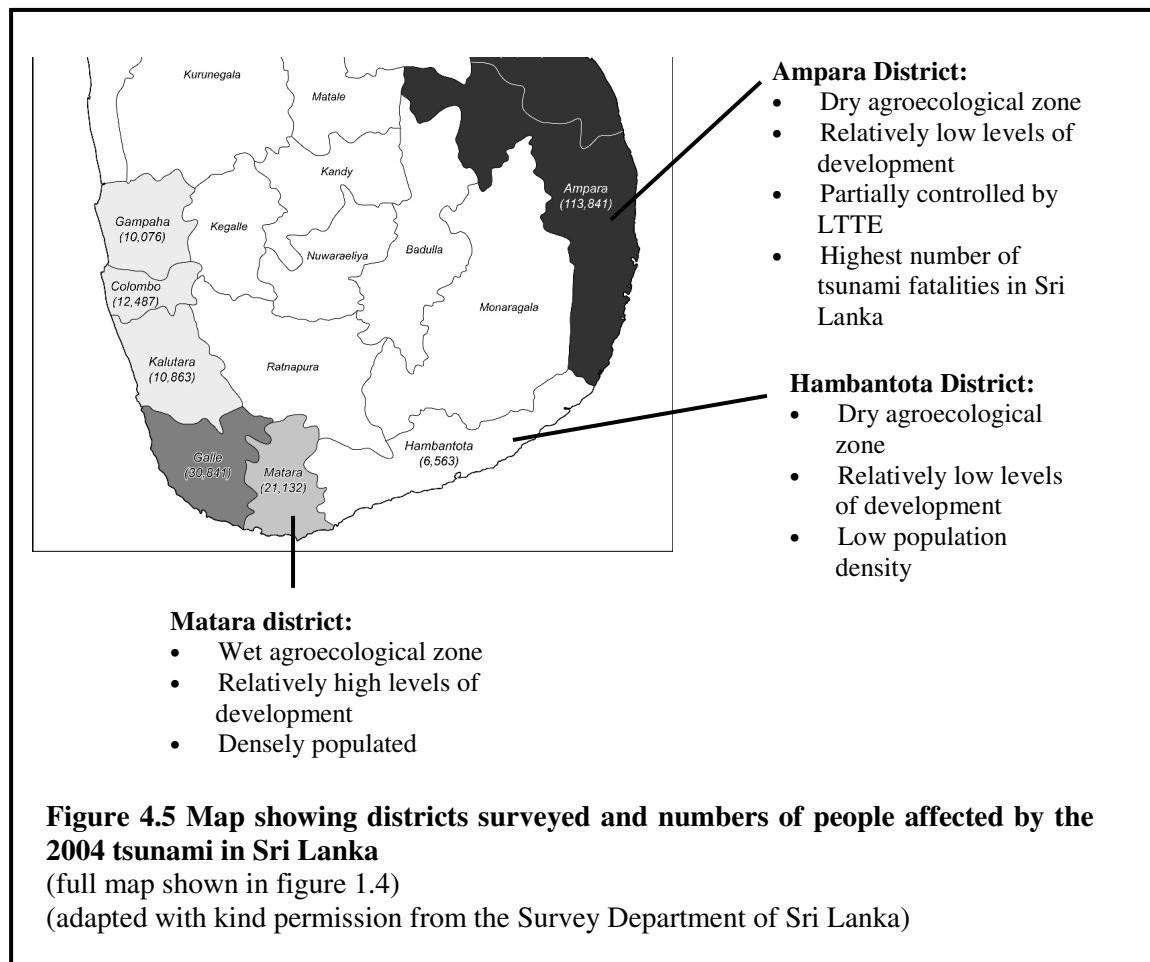 Kurunegala
Matale
Kandy
Ampara
(113,841)
Gampaha
(10,076)
Kegalle
Nuwaraeliya
Badulla
Colombo
(12,487)
Monaragala
Kalutara
(10,863)
Ratnapura
Hambantota
(6,563)
Galle
(30,841)
Matara
(21,132)
Ampara District:
• Dry agroecological zone
• Relatively low levels of
development
• Partially controlled by
LTTE
• Highest number of
tsunami fatalities in Sri
Lanka
Hambantota District:
• Dry agroecological
zone
• Relatively low levels
of development
• Low population
density
Matara district:
• Wet agroecological zone
• Relatively high levels of
development
• Densely populated
Figure 4.5 Map showing districts surveyed and numbers of people affected by the
2004 tsunami in Sri Lanka
(full map shown in figure 1.4)
(adapted with kind permission from the Survey Department of Sri Lanka)